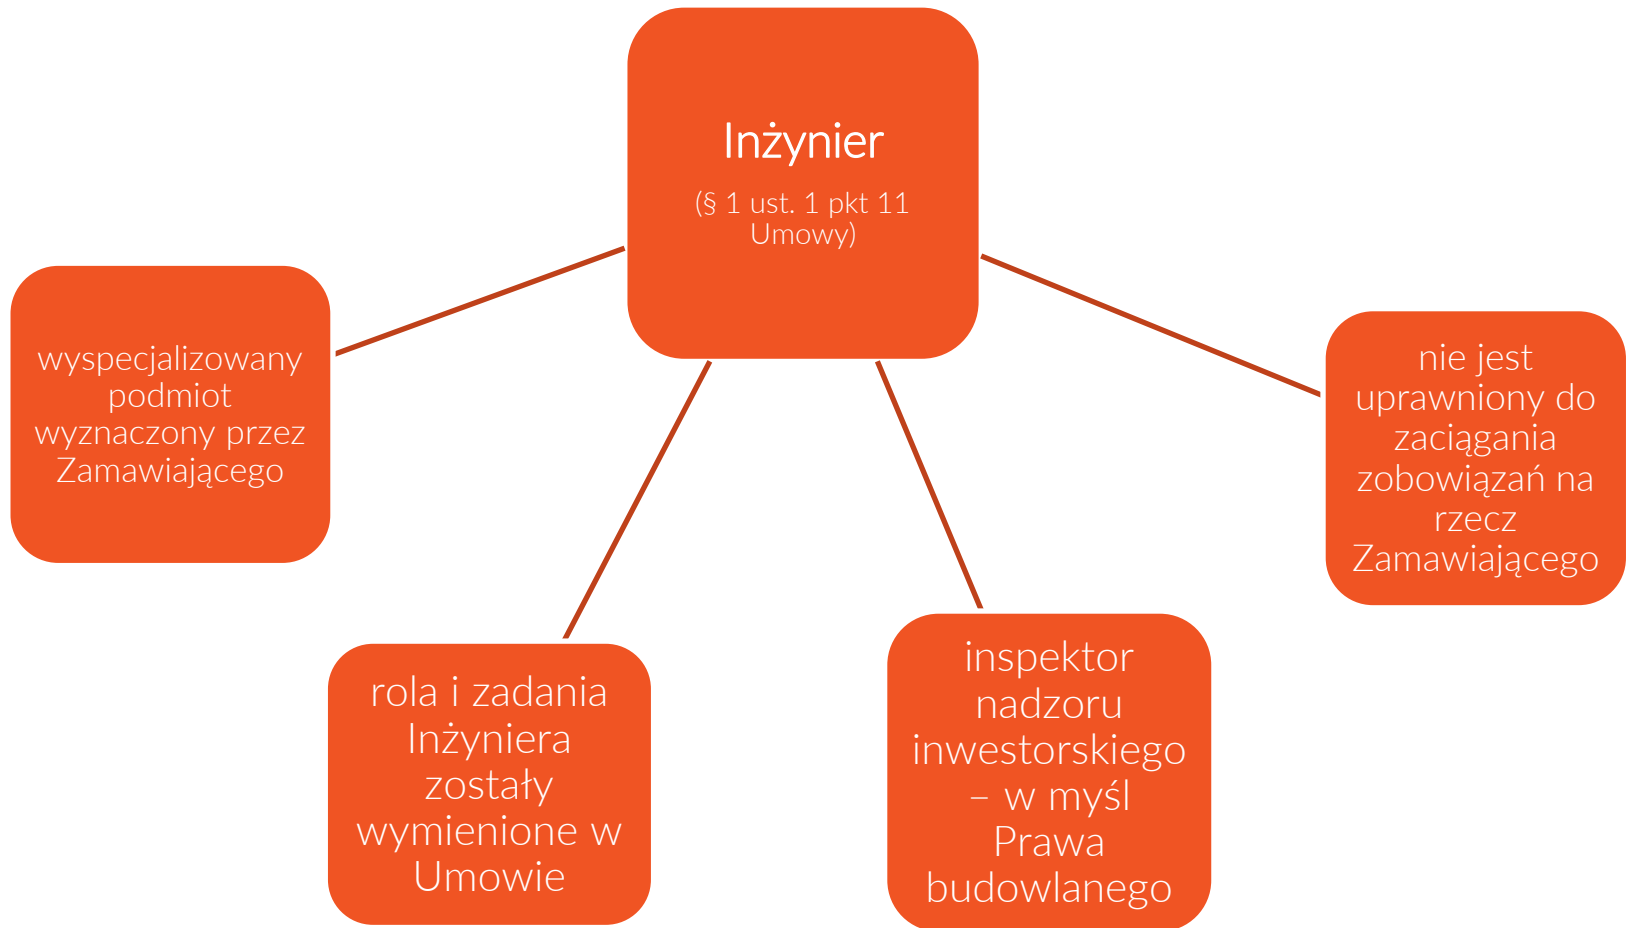 Inżynier
(§ 1 ust. 1 pkt 11
Umowy)
wyspecjalizowany
podmiot
wyznaczony przez
Zamawiającego
rola i zadania
Inżyniera
zostały
wymienione w
Umowie
inspektor
nadzoru
inwestorskiego
– w myśl
Prawa
budowlanego
nie jest
uprawniony do
zaciągania
zobowiązań na
rzecz
Zamawiającego